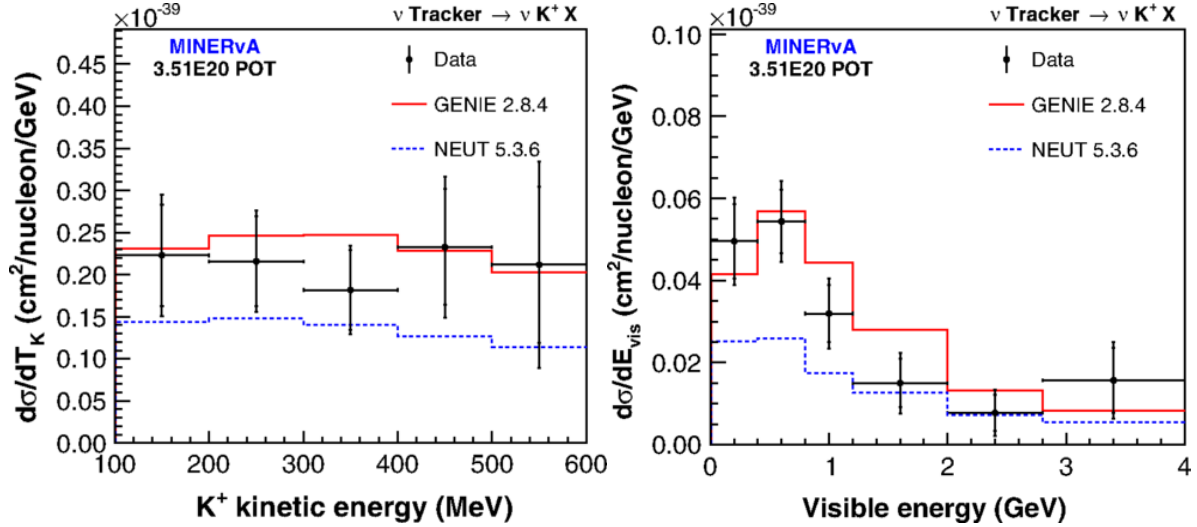 ×10⁻³⁹
ν Tracker → ν K⁺ X
MINERvA
3.51E20 POT
Data
GENIE 2.8.4
NEUT 5.3.6
dσ/dT_K (cm²/nucleon/GeV)
0.45
0.40
0.35
0.30
0.25
0.20
0.15
0.10
0.05
0.00
100 200 300 400 500 600
K⁺ kinetic energy (MeV)
×10⁻³⁹
ν Tracker → ν K⁺ X
MINERvA
3.51E20 POT
Data
GENIE 2.8.4
NEUT 5.3.6
dσ/dE_vis (cm²/nucleon/GeV)
0.10
0.08
0.06
0.04
0.02
0.00
0 1 2 3 4
Visible energy (GeV)